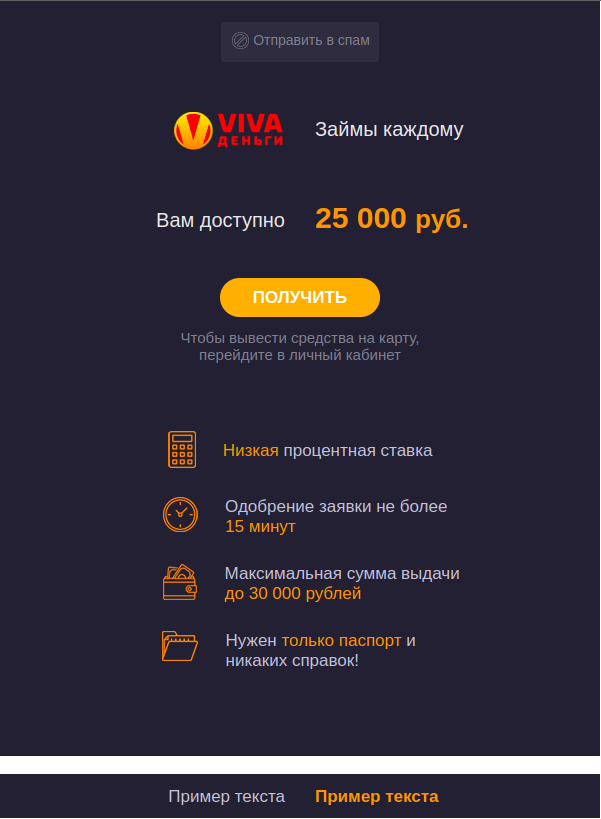 Отправить в спам
VIVA
ДЕНЬГИ
Займы каждому
Вам доступно 25 000 руб.
ПОЛУЧИТЬ
Чтобы вывести средства на карту,
перейдите в личный кабинет
Низкая процентная ставка
Одобрение заявки не более
15 минут
Максимальная сумма выдачи
до 30 000 рублей
Нужен только паспорт и
никаких справок!
Пример текста Пример текста